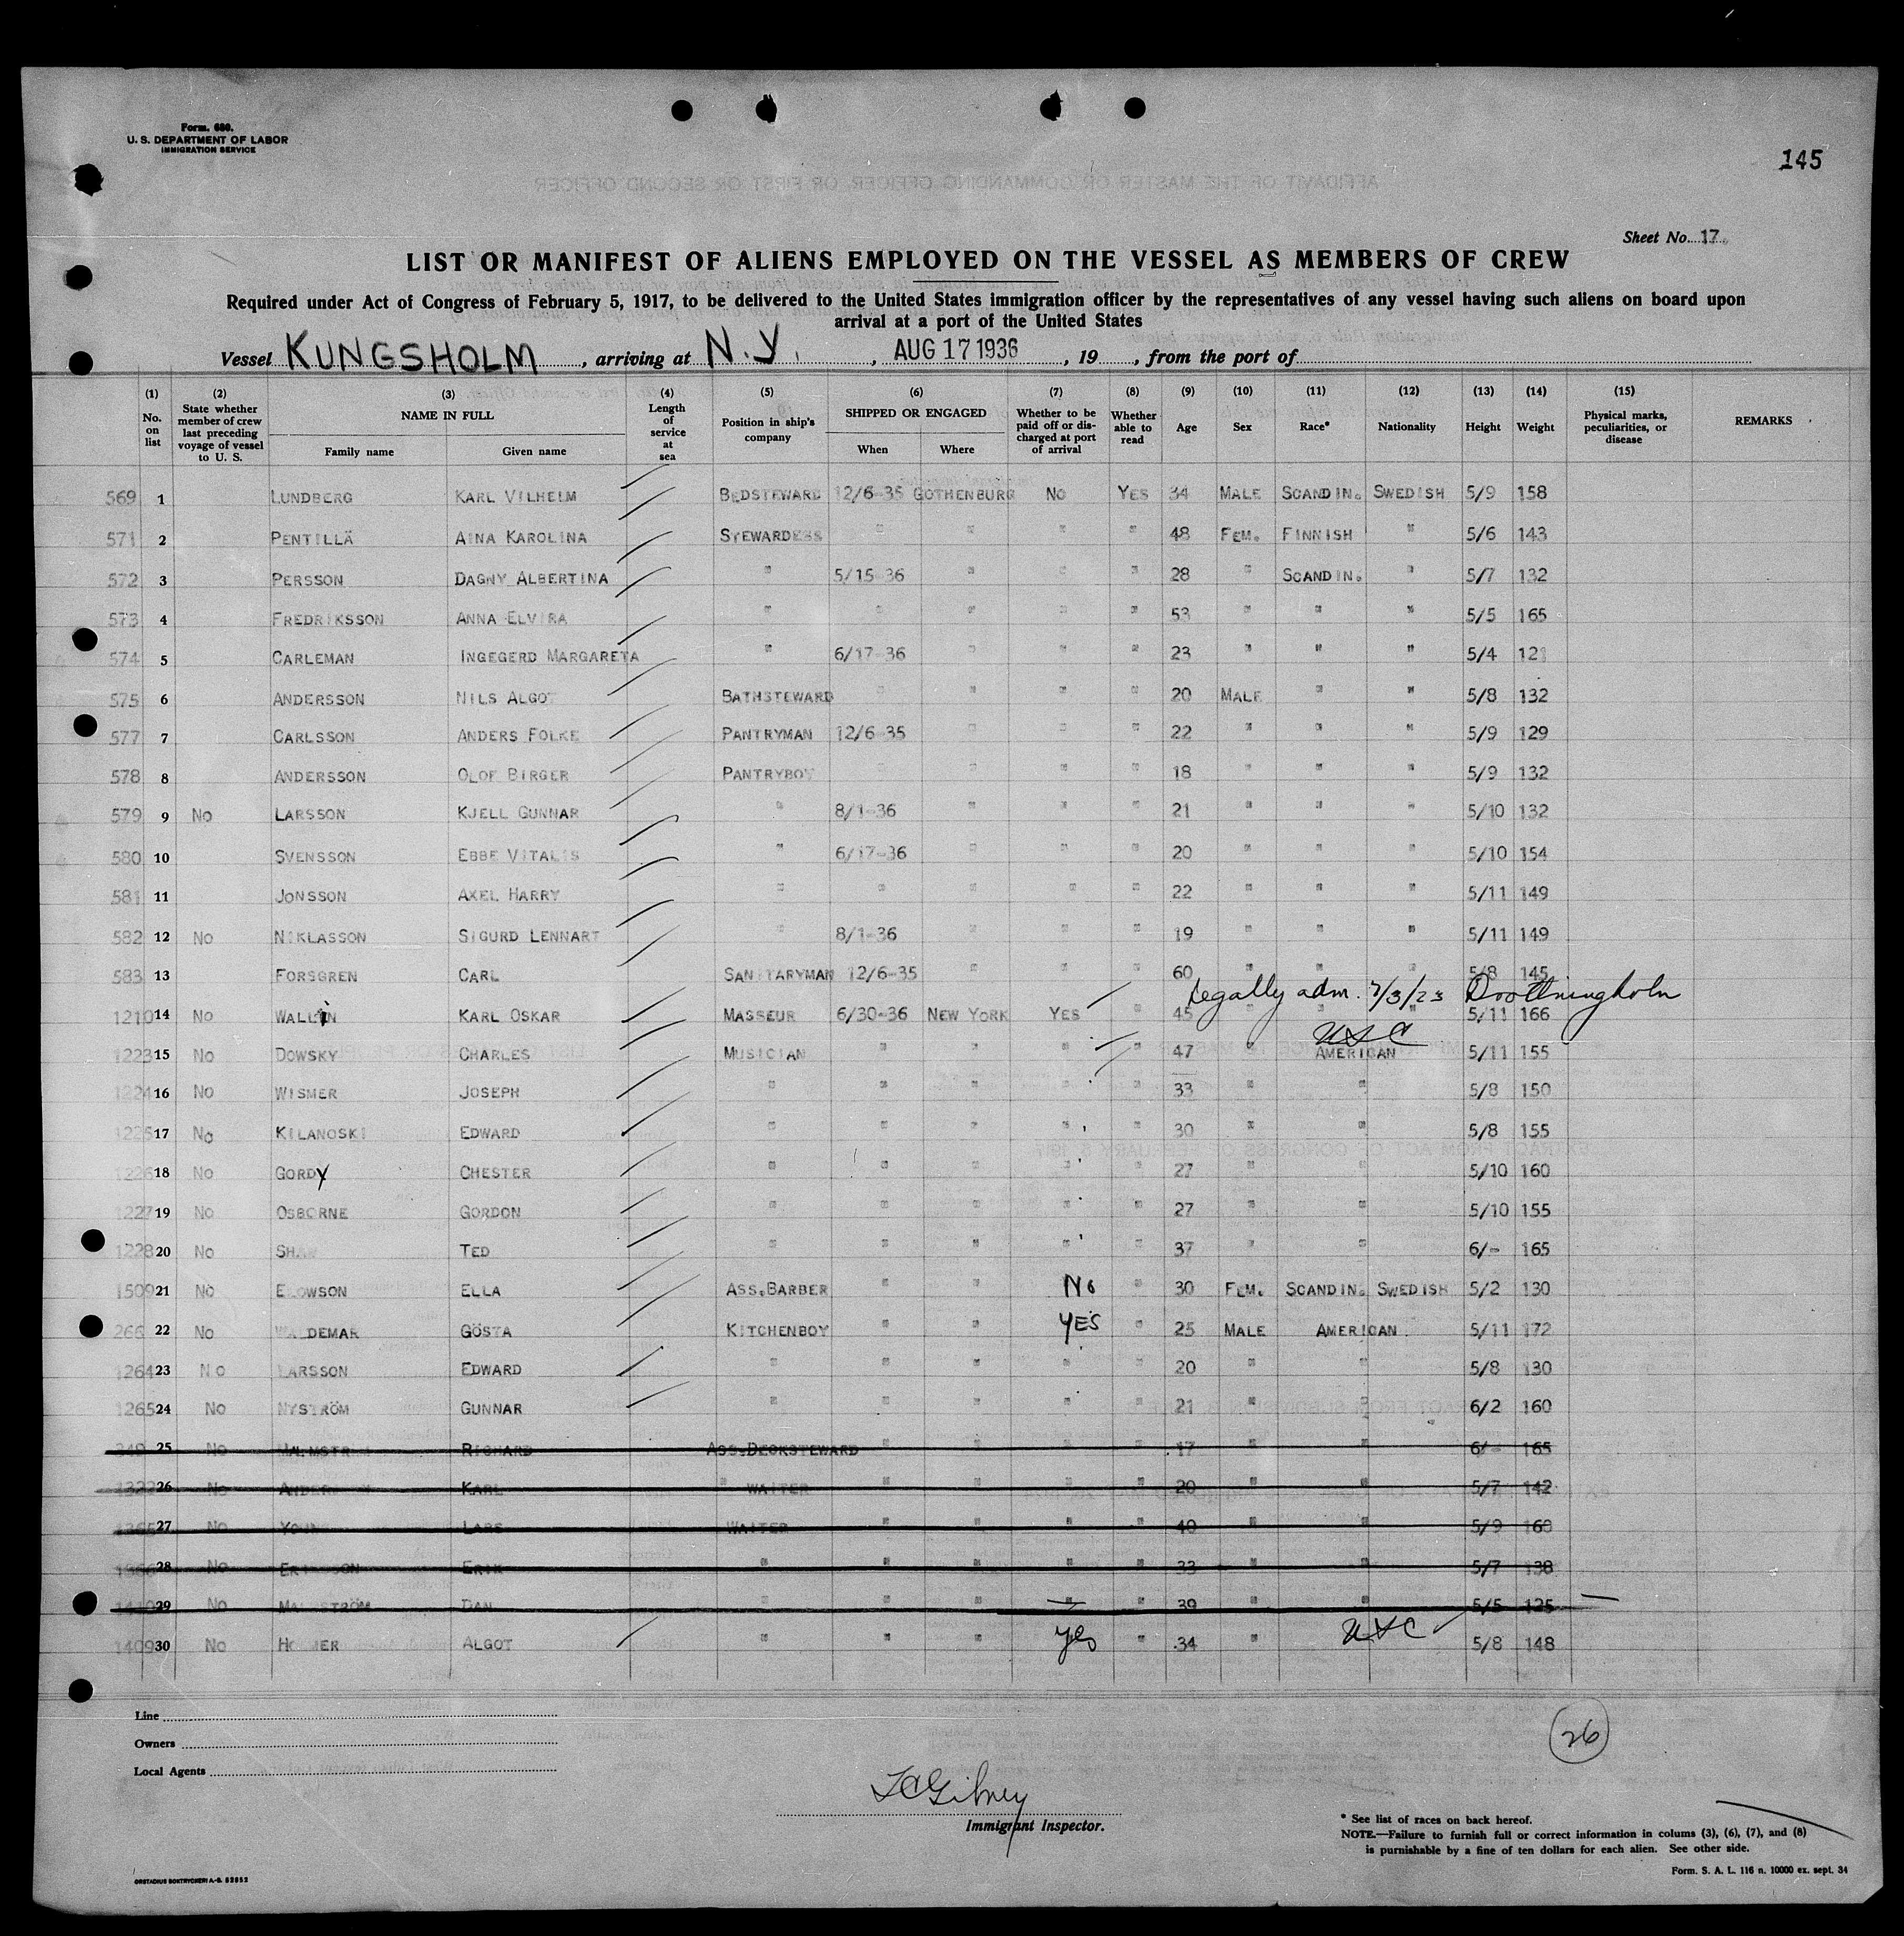 Form. 680.
U. S. DEPARTMENT OF LABOR
IMMIGRATION SERVICE
145
Sheet No. 17.
LIST OR MANIFEST OF ALIENS EMPLOYED ON THE VESSEL AS MEMBERS OF CREW
Required under Act of Congress of February 5, 1917, to be delivered to the United States immigration officer by the representatives of any vessel having such aliens on board upon
arrival at a port of the United States
Vessel KUNGSHOLM, arriving at N.Y., AUG 17 1936, 19, from the port of
(1) No. on list (2) State whether member of crew last preceding voyage of vessel to U. S. (3) NAME IN FULL Family name Given name (4) Length of service at sea (5) Position in ship's company (6) SHIPPED OR ENGAGED When Where (7) Whether to be paid off or discharged at port of arrival (8) Whether able to read (9) Age (10) Sex (11) Race* (12) Nationality (13) Height (14) Weight (15) Physical marks, peculiarities, or disease REMARKS
569 1 LUNDBERG KARL VILHELM BEDSTEWARD 12/6-35 GOTHENBURG NO YES 34 MALE SCANDIN. SWEDISH 5/9 158
571 2 PENTILLÄ AINA KAROLINA STEWARDESS " " " " 48 FEM. FINNISH " 5/6 143
572 3 PERSSON DAGNY ALBERTINA " 5/15-36 " " " 28 " SCANDIN. " 5/7 132
573 4 FREDRIKSSON ANNA ELVIRA " " " " " 53 " " " 5/5 165
574 5 CARLEMAN INGEGERD MARGARETA " 6/17-36 " " " 23 " " " 5/4 121
575 6 ANDERSSON NILS ALGOT BATHSTEWARD " " " " 20 MALE " " 5/8 132
577 7 CARLSSON ANDERS FOLKE PANTRYMAN 12/6-35 " " " 22 " " " 5/9 129
578 8 ANDERSSON OLOF BIRGER PANTRYBOY " " " " 18 " " " 5/9 132
579 9 No LARSSON KJELL GUNNAR " 8/1-36 " " " 21 " " " 5/10 132
580 10 SVENSSON EBBE VITALIS " 6/17-36 " " " 20 " " " 5/10 154
581 11 JONSSON AXEL HARRY " " " " " 22 " " " 5/11 149
582 12 No NIKLASSON SIGURD LENNART " 8/1-36 " " " 19 " " " 5/11 149
583 13 FORSGREN CARL SANITARYMAN 12/6-35 " " " 60 " " " 5/8 145
Legally adm. 7/3/23 Drottningholm
1210 14 No WALLIN KARL OSKAR MASSEUR 6/30-36 NEW YORK YES " 45 " " " 5/11 166
USC
1223 15 No DOWSKY CHARLES MUSICIAN " " " " 47 " AMERICAN 5/11 155
1224 16 No WISMER JOSEPH " " " " " 33 " " 5/8 150
1225 17 No KILANOSKI EDWARD " " " " " 30 " " 5/8 155
1226 18 No GORDY CHESTER " " " " " 27 " " 5/10 160
1227 19 No OSBORNE GORDON " " " " " 27 " " 5/10 155
1228 20 No TED " " " " " 37 " " 6/- 165
1509 21 No ELLA ASS.BARBER " " No " 30 FEM. SCANDIN. SWEDISH 5/2 130
266 22 No WALDEMAR GÖSTA KITCHENBOY " " YES " 25 MALE AMERICAN 5/11 172
1264 23 No LARSSON EDWARD " " " " " 20 " " 5/8 130
1265 24 No NYSTRÖM GUNNAR " " " " " 21 " " 6/2 160
25 No RICHARD ASS.DECKSTEWARD " " " " 17 " " 6/- 165
26 No KARL " WAITER " " " " 20 " " 5/7 142
27 No LARS WAITER " " " " 40 " " 5/9 160
28 No ERIK " " " " " 33 " " 5/7 138
29 No DAN " " " " " 39 " " 5/5 125
1409 30 No ALGOT " " " yes " 34 " USC 5/8 148
Line
Owners
Local Agents
26
Immigrant Inspector.
* See list of races on back hereof.
NOTE.—Failure to furnish full or correct information in colums (3), (6), (7), and (8)
is purnishable by a fine of ten dollars for each alien. See other side.
Form. S. A. L. 116 n. 10000 ex. sept. 34